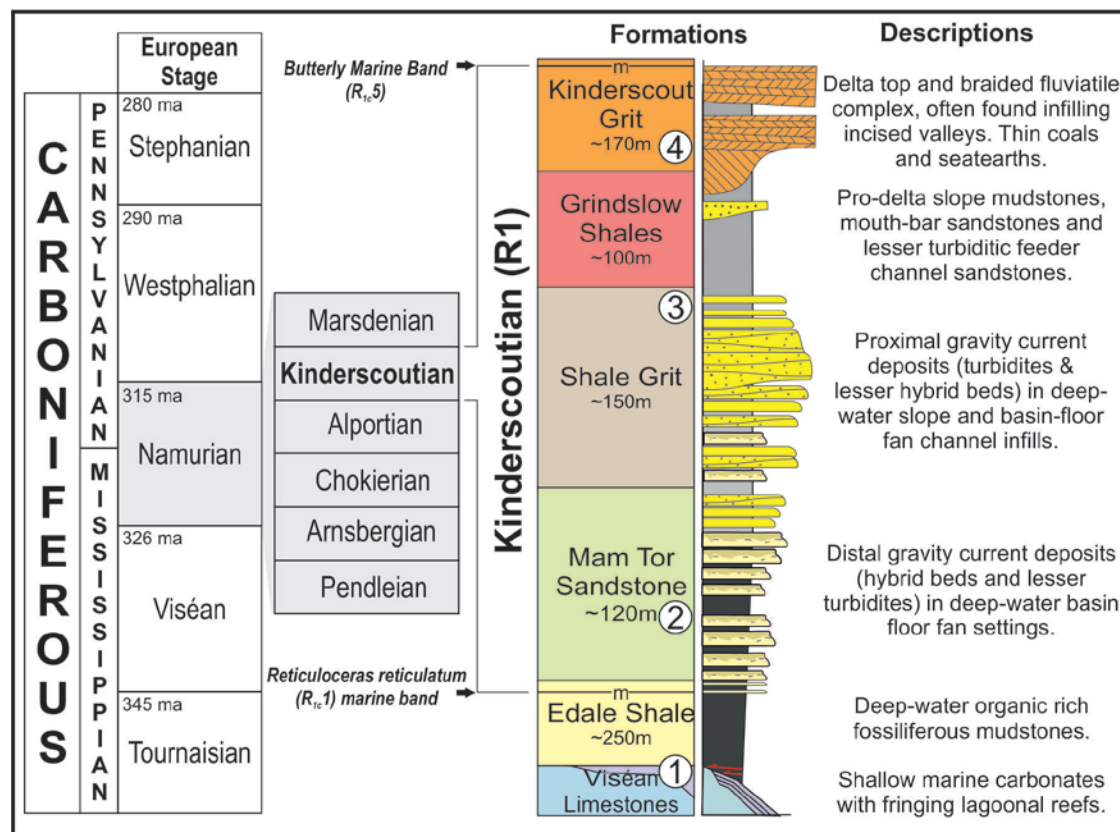 European
Stage
Formations
Descriptions
CARBONIFEROUS
PENNSYLVANIAN
MISSISSIPPIAN
280 ma
Stephanian
290 ma
Westphalian
315 ma
Namurian
326 ma
Viséan
345 ma
Tournaisian
Marsdenian
Kinderscoutian
Alportian
Chokierian
Arnsbergian
Pendleian
Butterly Marine Band
(R1c5)
Reticuloceras reticulatum
(R1c1) marine band
Kinderscoutian (R1)
m
Kinderscout
Grit
~170m
4
Grindslow
Shales
~100m
3
Shale Grit
~150m
Mam Tor
Sandstone
~120m
2
m
Edale Shale
~250m
1
Viséan
Limestones
Delta top and braided fluviatile
complex, often found infilling
incised valleys. Thin coals
and seatearths.
Pro-delta slope mudstones,
mouth-bar sandstones and
lesser turbiditic feeder
channel sandstones.
Proximal gravity current
deposits (turbidites &
lesser hybrid beds) in deep-
water slope and basin-floor
fan channel infills.
Distal gravity current deposits
(hybrid beds and lesser
turbidites) in deep-water basin
floor fan settings.
Deep-water organic rich
fossiliferous mudstones.
Shallow marine carbonates
with fringing lagoonal reefs.